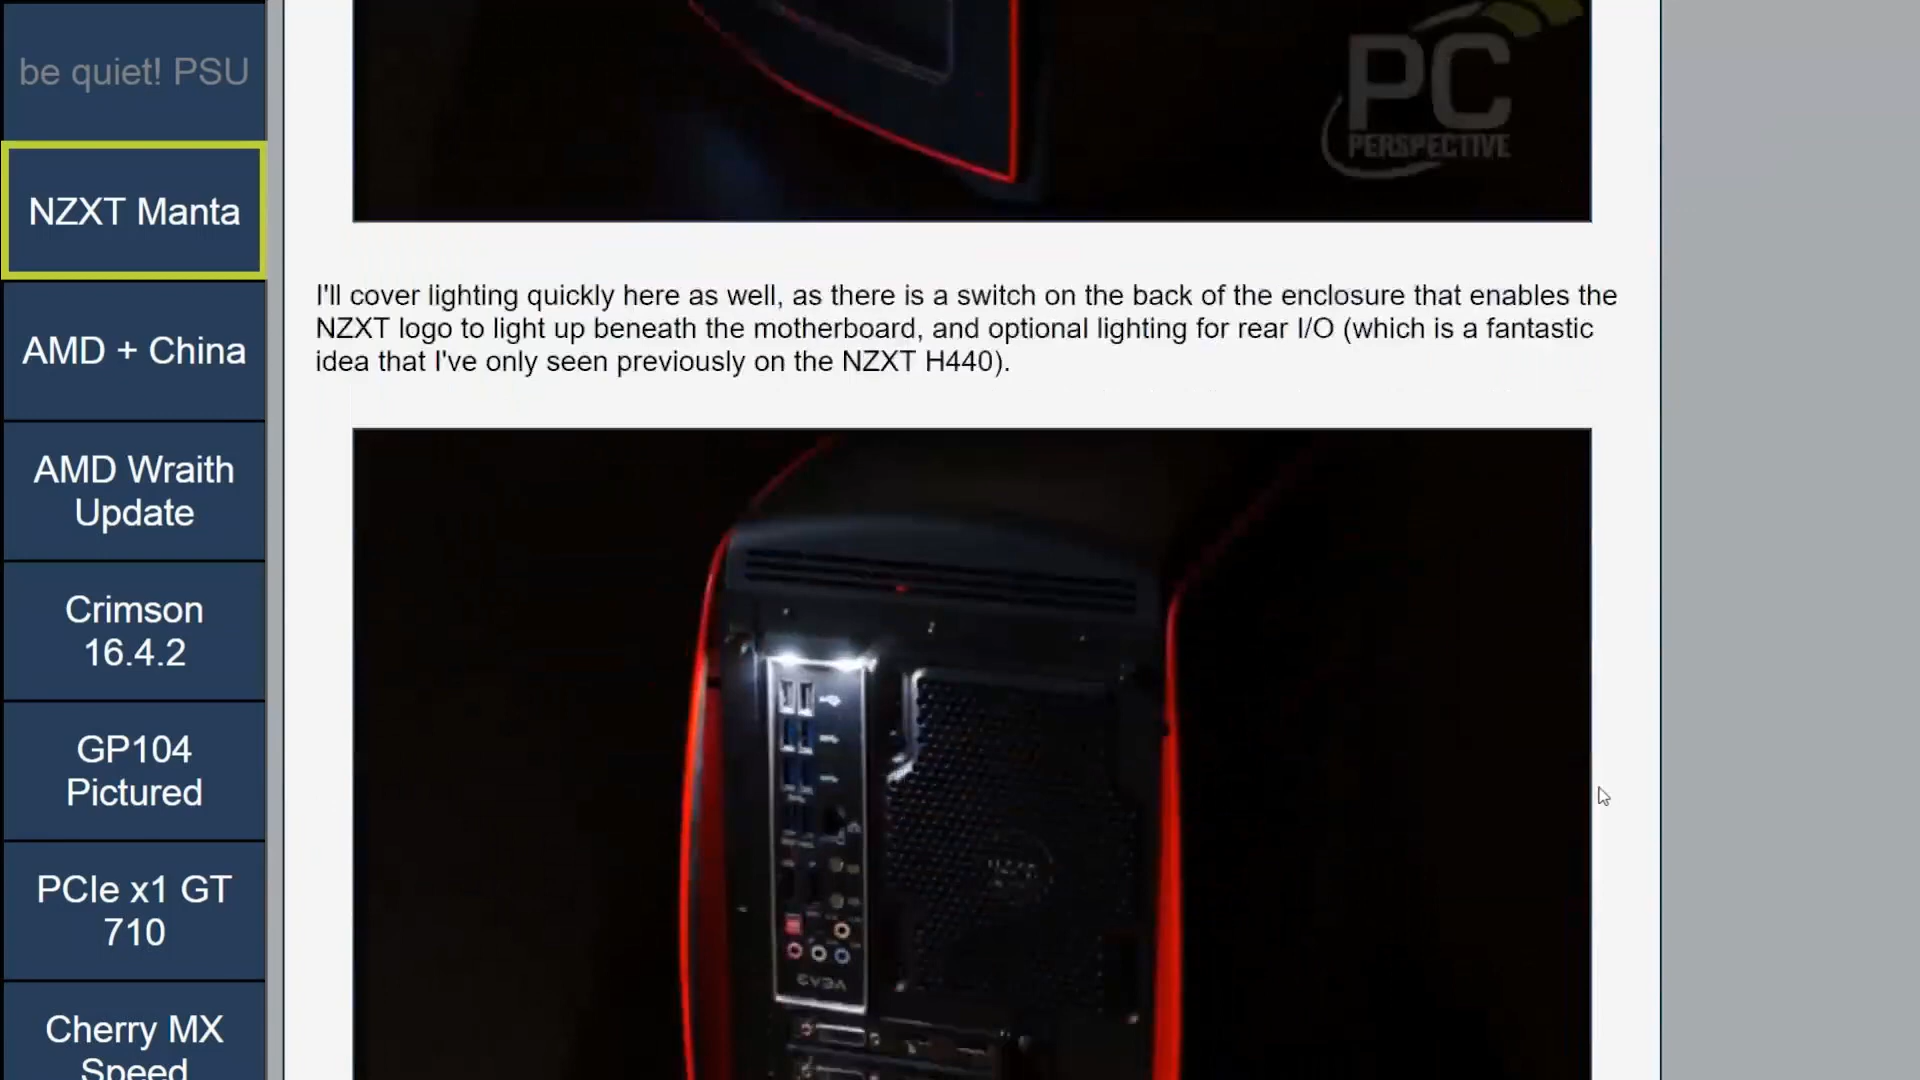 be quiet! PSU
NZXT Manta
AMD + China
AMD Wraith
Update
Crimson
16.4.2
GP104
Pictured
PCIe x1 GT
710
Cherry MX
Speed
PC
PERSPECTIVE
I'll cover lighting quickly here as well, as there is a switch on the back of the enclosure that enables the
NZXT logo to light up beneath the motherboard, and optional lighting for rear I/O (which is a fantastic
idea that I've only seen previously on the NZXT H440).
NZXT
EVGA